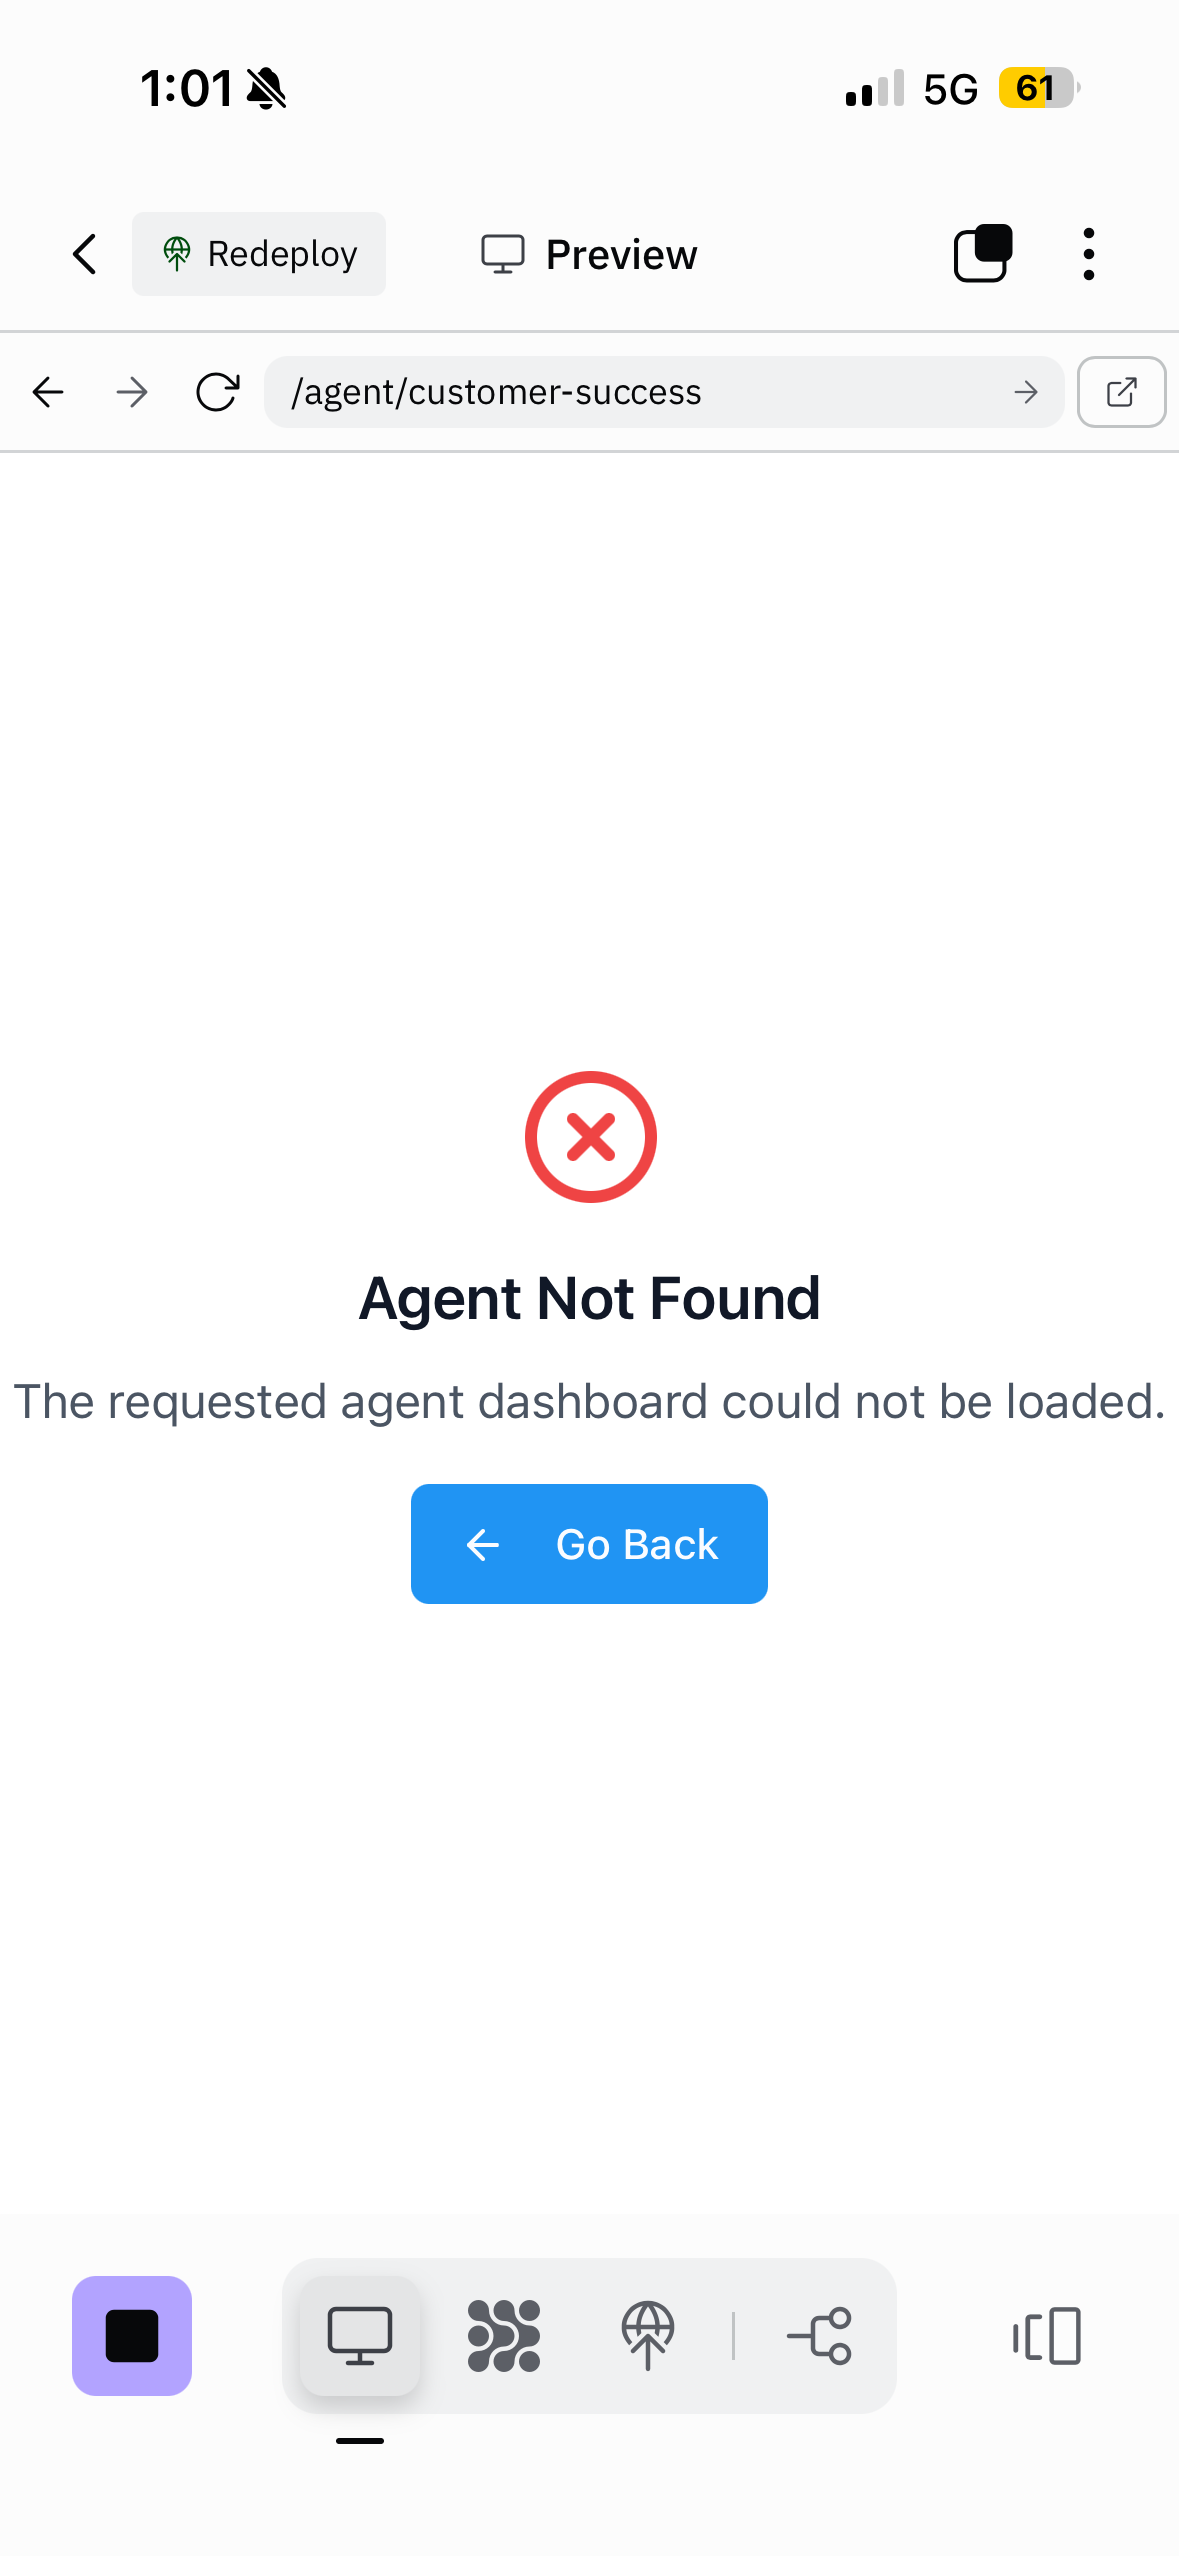 1:01 5G 61
Redeploy Preview
/agent/customer-success
Agent Not Found
The requested agent dashboard could not be loaded.
Go Back